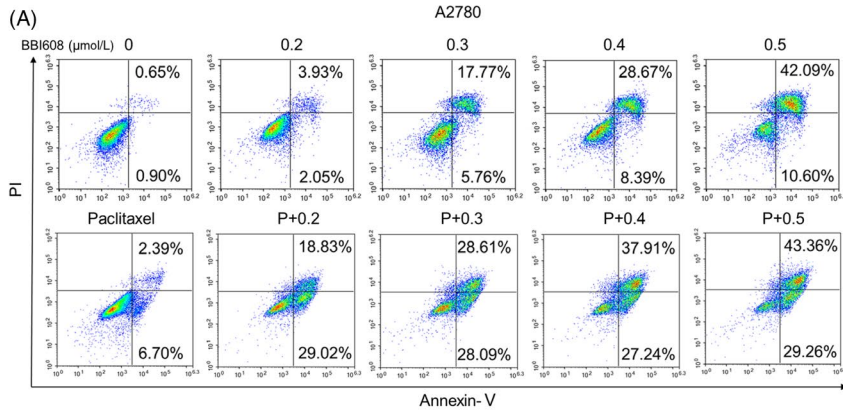 (A)
A2780
BBI608 (μmol/L) 0 0.2 0.3 0.4 0.5
0.65% 3.93% 17.77% 28.67% 42.09%
0.90% 2.05% 5.76% 8.39% 10.60%
Paclitaxel P+0.2 P+0.3 P+0.4 P+0.5
2.39% 18.83% 28.61% 37.91% 43.36%
6.70% 29.02% 28.09% 27.24% 29.26%
PI
Annexin- V